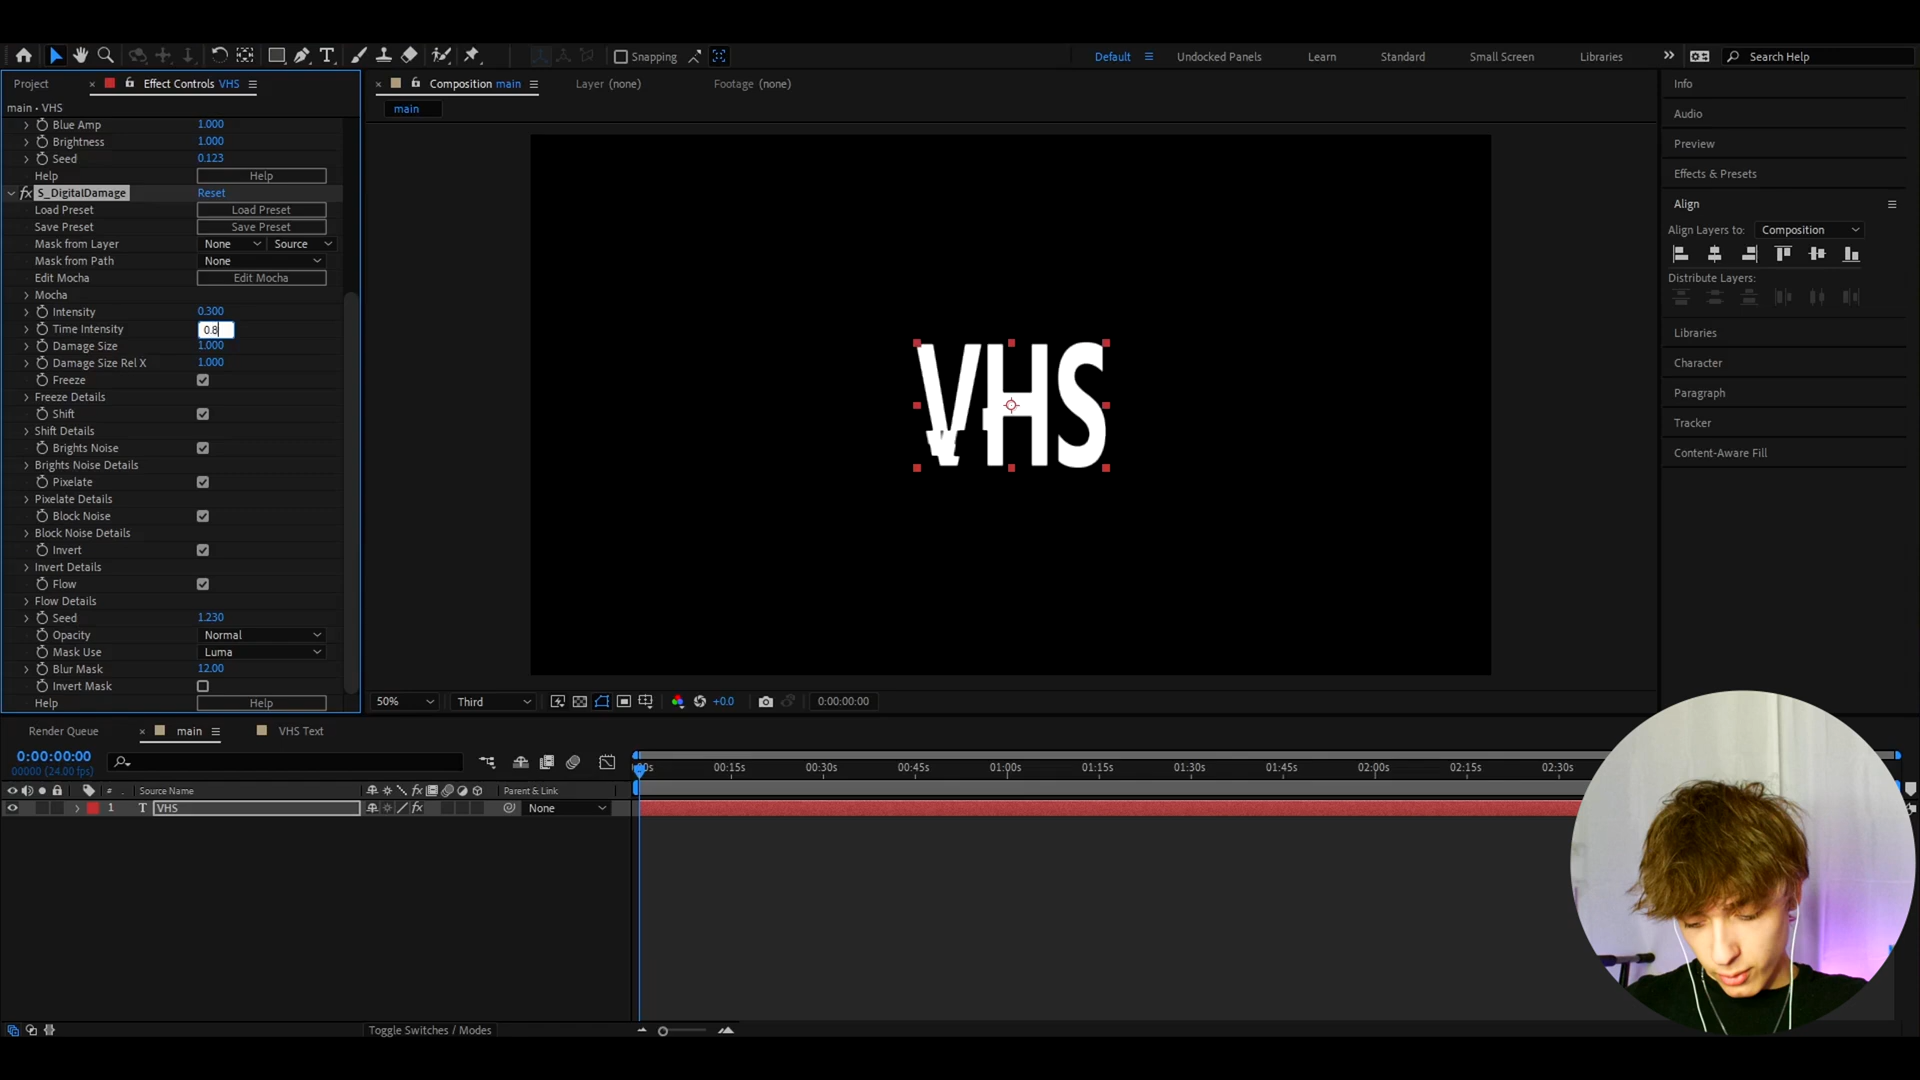 Snapping
Default
Undocked Panels
Learn
Standard
Small Screen
Libraries
Search Help
Project
Effect Controls VHS
Composition main
Layer (none)
Footage (none)
main • VHS
main
Blue Amp 1.000
Brightness 1.000
Seed 0.123
Help Help
fx S_DigitalDamage Reset
Load Preset Load Preset
Save Preset Save Preset
Mask from Layer None Source
Mask from Path None
Edit Mocha Edit Mocha
Mocha
Intensity 0.300
Time Intensity 0.8
Damage Size 1.000
Damage Size Rel X 1.000
Freeze
Freeze Details
Shift
Shift Details
Brights Noise
Brights Noise Details
Pixelate
Pixelate Details
Block Noise
Block Noise Details
Invert
Invert Details
Flow
Flow Details
Seed 1.230
Opacity Normal
Mask Use Luma
Blur Mask 12.00
Invert Mask
Help Help
VHS
50% Third +0.0 0:00:00:00
Info
Audio
Preview
Effects & Presets
Align
Align Layers to: Composition
Distribute Layers:
Libraries
Character
Paragraph
Tracker
Content-Aware Fill
Render Queue main VHS Text
0:00:00:00
00000 (24.00 fps)
# Source Name fx Parent & Link
1 T VHS fx None
00:15s 00:30s 00:45s 01:00s 01:15s 01:30s 01:45s 02:00s 02:15s 02:30s
Toggle Switches / Modes